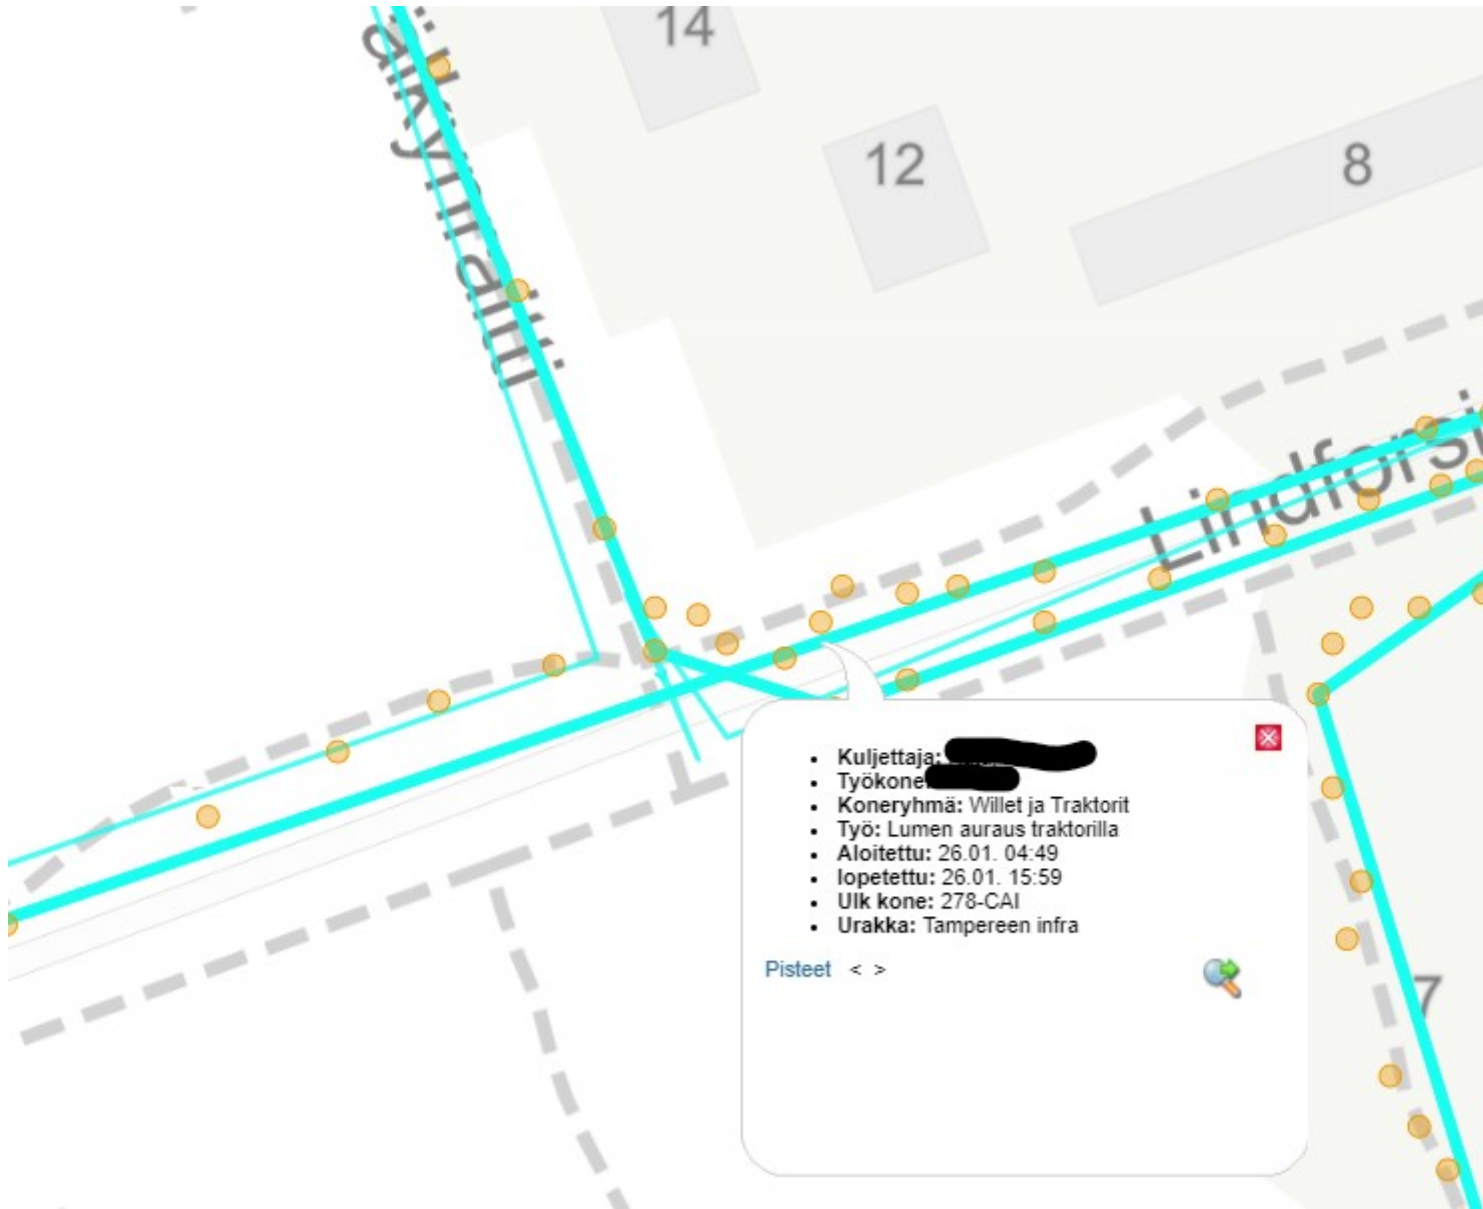 14
12
8
Lindforsi
Kuljettaja:
Työkone
Koneryhmä: Willet ja Traktorit
Työ: Lumen auraus traktorilla
Aloitettu: 26.01. 04:49
lopetettu: 26.01. 15:59
Ulk kone: 278-CAI
Urakka: Tampereen infra
Pisteet < >
7